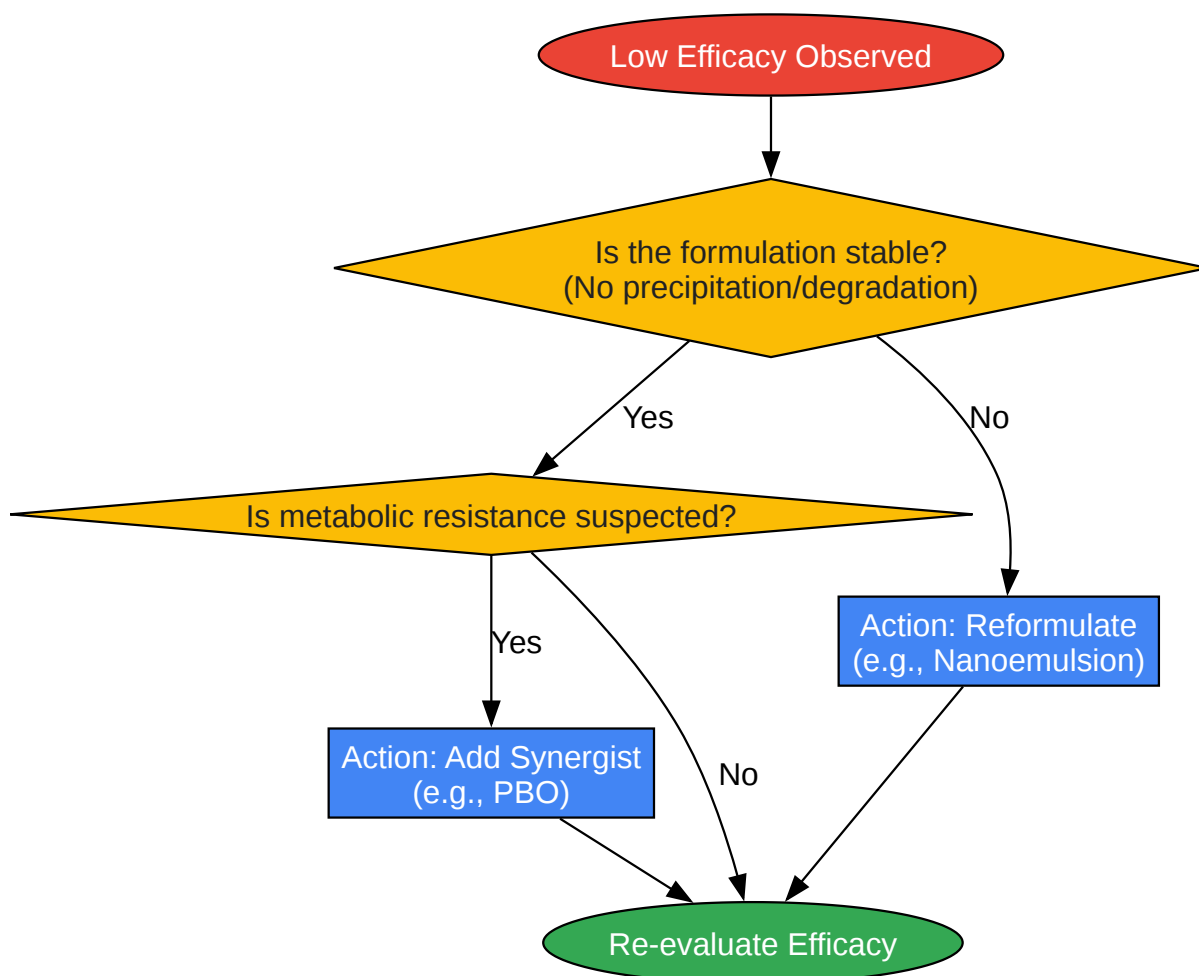 Low Efficacy Observed
Is the formulation stable?
(No precipitation/degradation)
Yes
No
Is metabolic resistance suspected?
Yes
Action: Reformulate
(e.g., Nanoemulsion)
Action: Add Synergist
(e.g., PBO)
No
Re-evaluate Efficacy